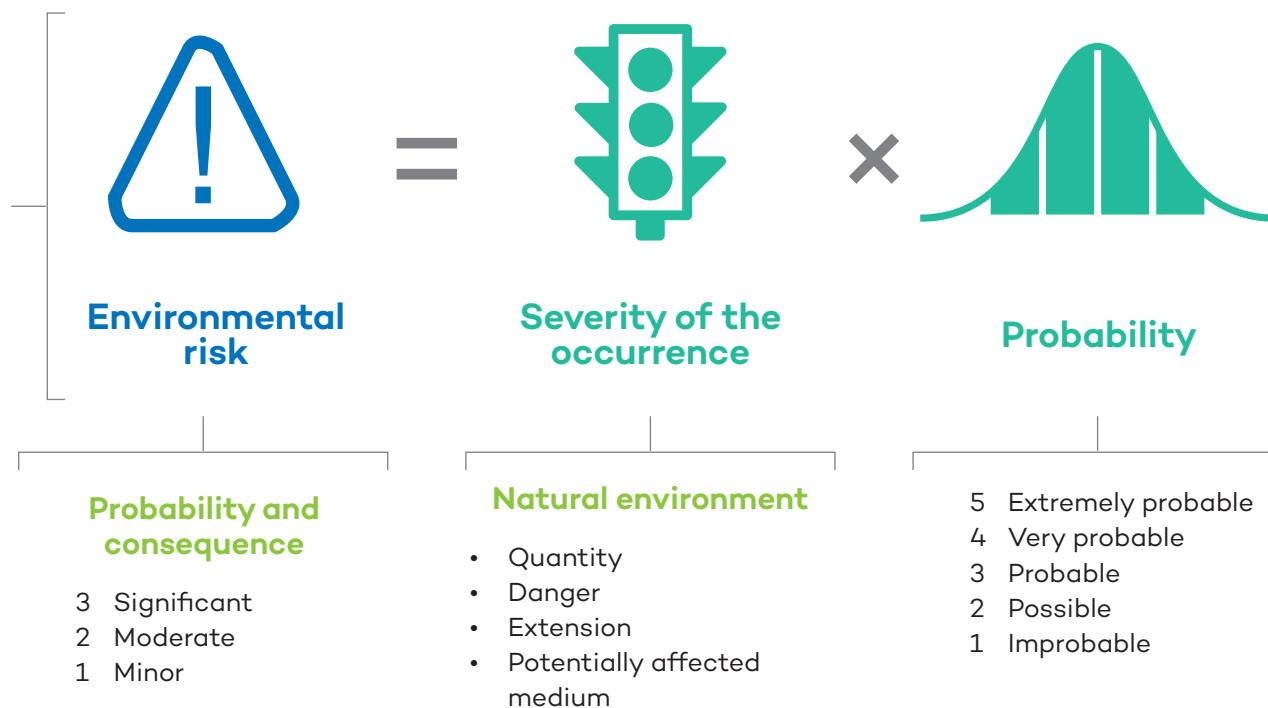 !
=
×
Environmental
risk
Severity of the
occurrence
Probability
Probability and
consequence
3 Significant
2 Moderate
1 Minor
Natural environment
• Quantity
• Danger
• Extension
• Potentially affected
medium
5 Extremely probable
4 Very probable
3 Probable
2 Possible
1 Improbable